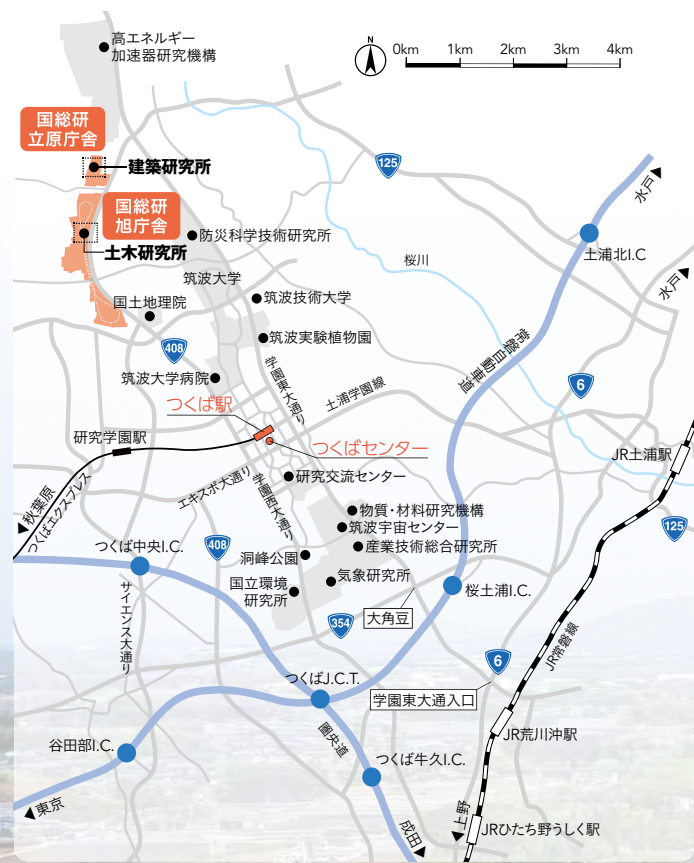 高エネルギー
加速器研究機構
N
0km 1km 2km 3km 4km
国総研
立原庁舎
建築研究所
125
水戸
国総研
旭庁舎
土木研究所
防災科学技術研究所
桜川
土浦北I.C
水戸
筑波大学
国土地理院
筑波技術大学
408
筑波実験植物園
常磐自動車道
筑波大学病院
学園東大通り
土浦学園線
6
つくば駅
研究学園駅
つくばセンター
JR土浦駅
エキスポ大通り
学園西大通り
研究交流センター
秋葉原
つくばエクスプレス
物質・材料研究機構
筑波宇宙センター
125
つくば中央I.C.
408
洞峰公園
産業技術総合研究所
サイエンス大通り
国立環境
研究所
気象研究所
桜土浦I.C.
354
大角豆
6
JR常磐線
つくばJ.C.T.
学園東大通入口
谷田部I.C.
圏央道
つくば牛久I.C.
JR荒川沖駅
東京
成田
上野
JRひたち野うしく駅